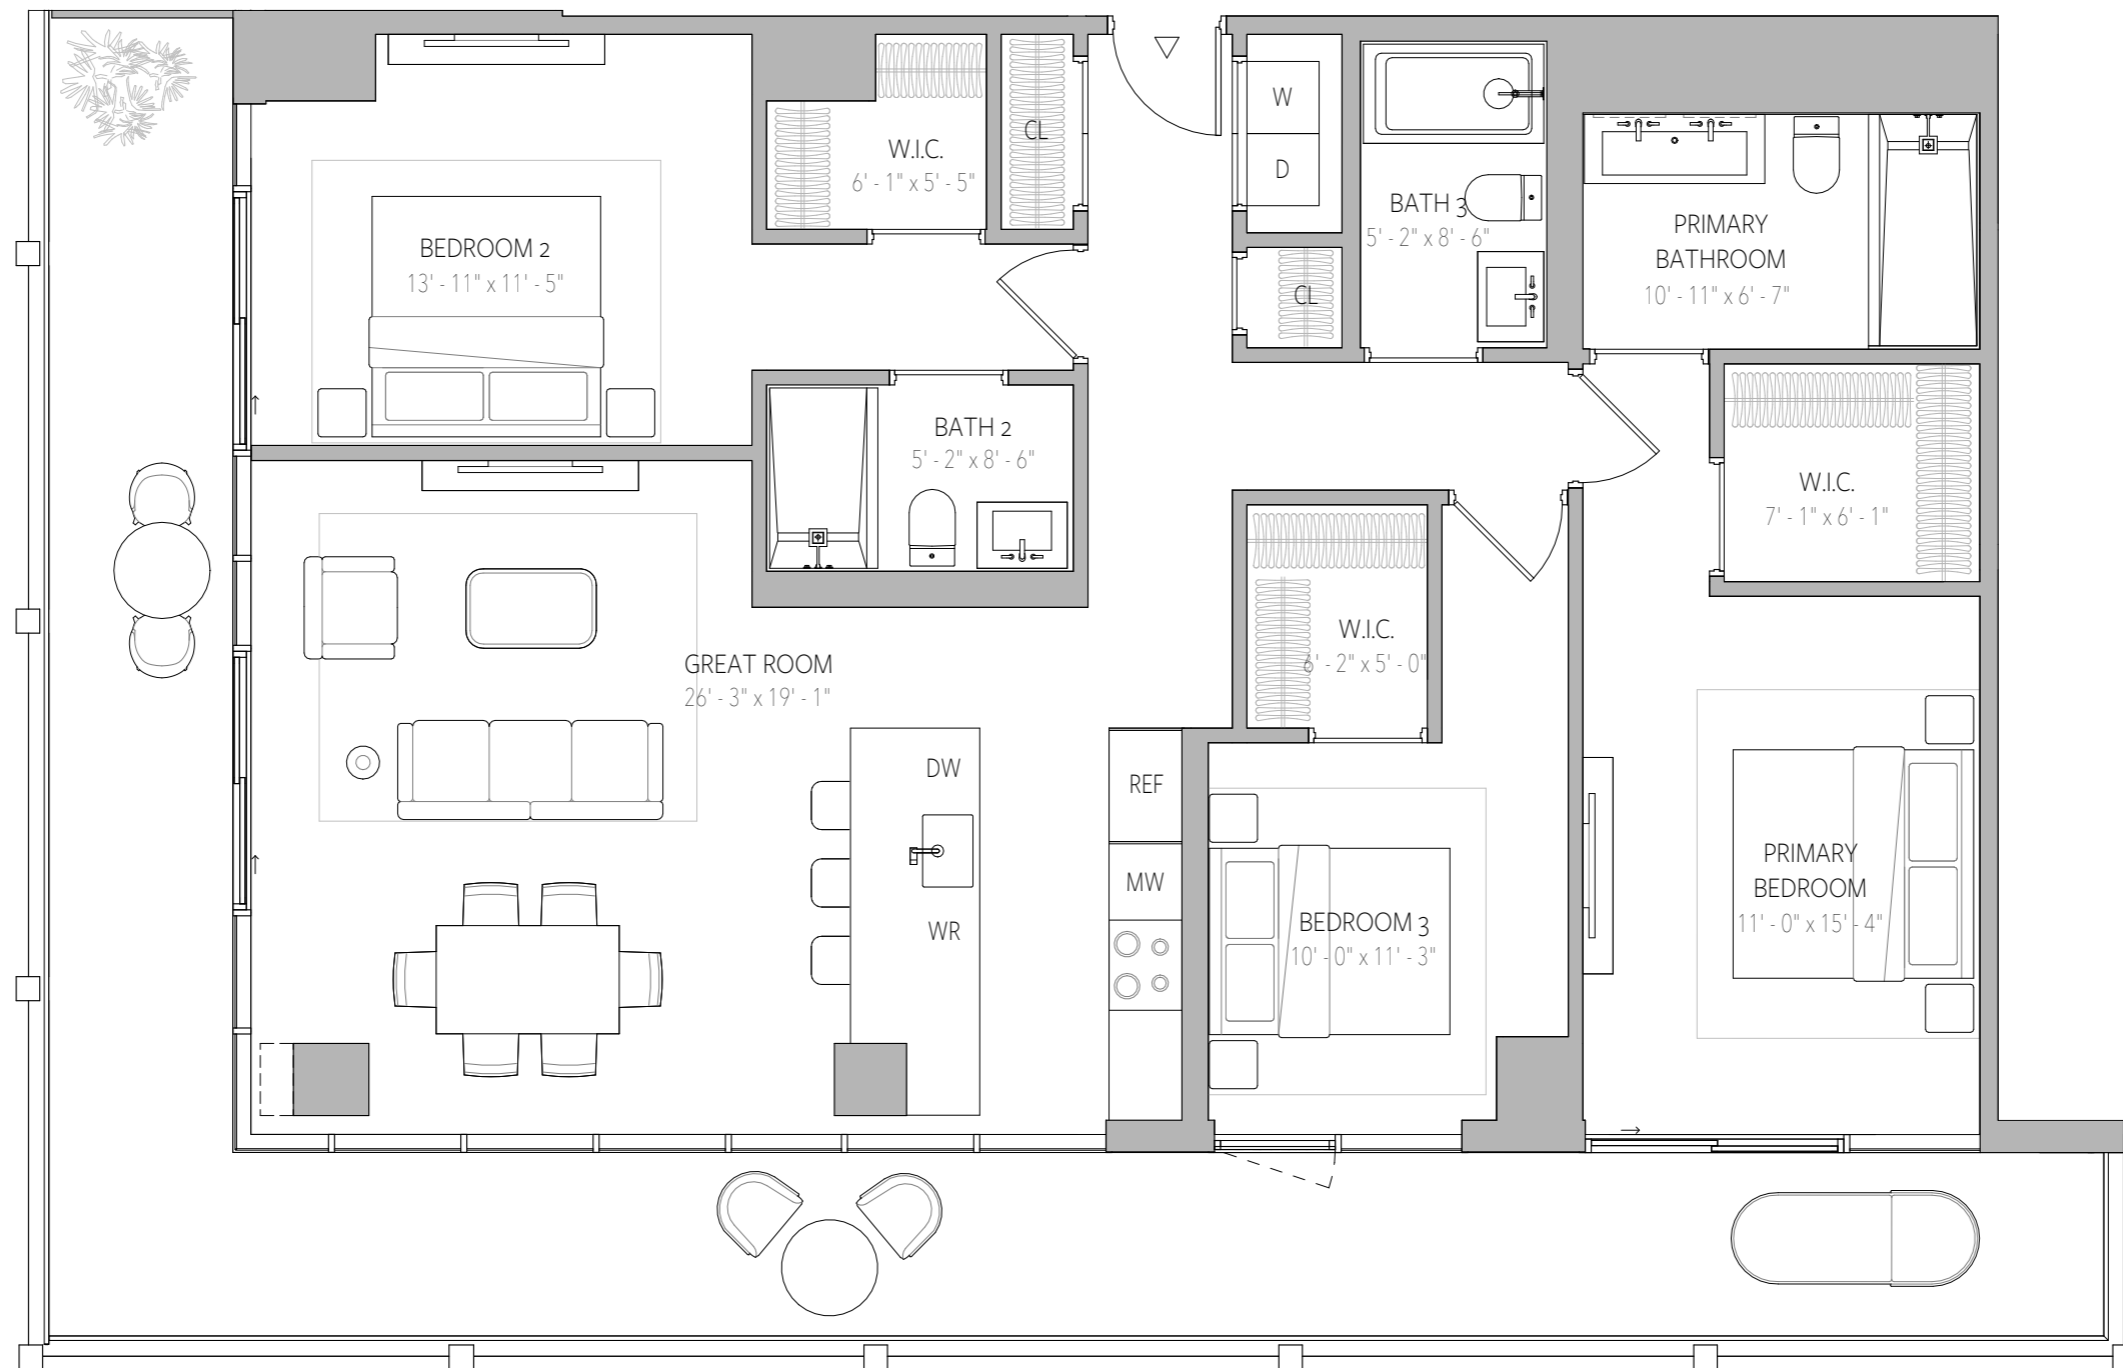 W.I.C.
6' - 1" x 5' - 5"
CL
W
D
BATH 3
5' - 2" x 8' - 6"
PRIMARY
BATHROOM
10' - 11" x 6' - 7"
BEDROOM 2
13' - 11" x 11' - 5"
CL
BATH 2
5' - 2" x 8' - 6"
W.I.C.
7' - 1" x 6' - 1"
GREAT ROOM
26' - 3" x 19' - 1"
W.I.C.
6' - 2" x 5' - 0"
DW
WR
REF
MW
BEDROOM 3
10' - 0" x 11' - 3"
PRIMARY
BEDROOM
11' - 0" x 15' - 4"